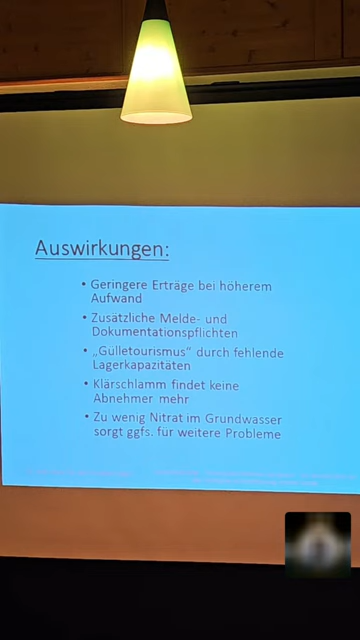 Auswirkungen:
• Geringere Erträge bei höherem
Aufwand
• Zusätzliche Melde- und
Dokumentationspflichten
• „Gülletourismus“ durch fehlende
Lagerkapazitäten
• Klärschlamm findet keine
Abnehmer mehr
• Zu wenig Nitrat im Grundwasser
sorgt ggfs. für weitere Probleme